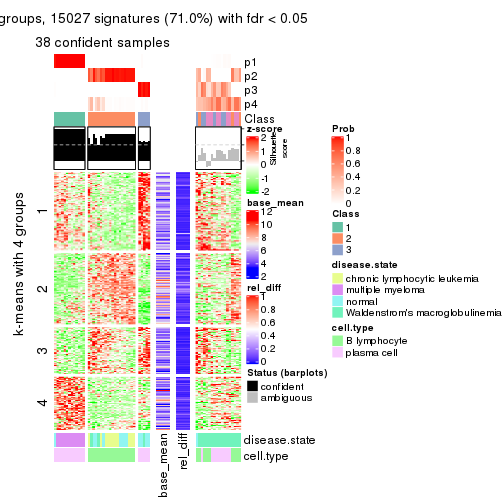 groups, 15027 signatures (71.0%) with fdr < 0.05
38 confident samples
p1
p2
p3
p4
Class
z-score
2
1
0
-1
-2
Silhouette
score
base_mean
12
10
8
6
4
2
rel_diff
1
0.8
0.6
0.4
0.2
0
Status (barplots)
confident
ambiguous
Prob
1
0.8
0.6
0.4
0.2
0
Class
1
2
3
disease.state
chronic lymphocytic leukemia
multiple myeloma
normal
Waldenstrom's macroglobulinemia
cell.type
B lymphocyte
plasma cell
k-means with 4 groups
1
2
3
4
disease.state
cell.type
base_mean
rel_diff